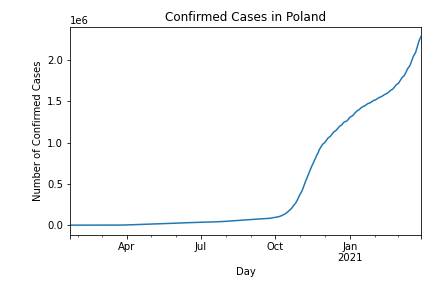 Confirmed Cases in Poland
1e6
2.0
1.5
1.0
0.5
0.0
Number of Confirmed Cases
Apr
Jul
Oct
Jan
2021
Day